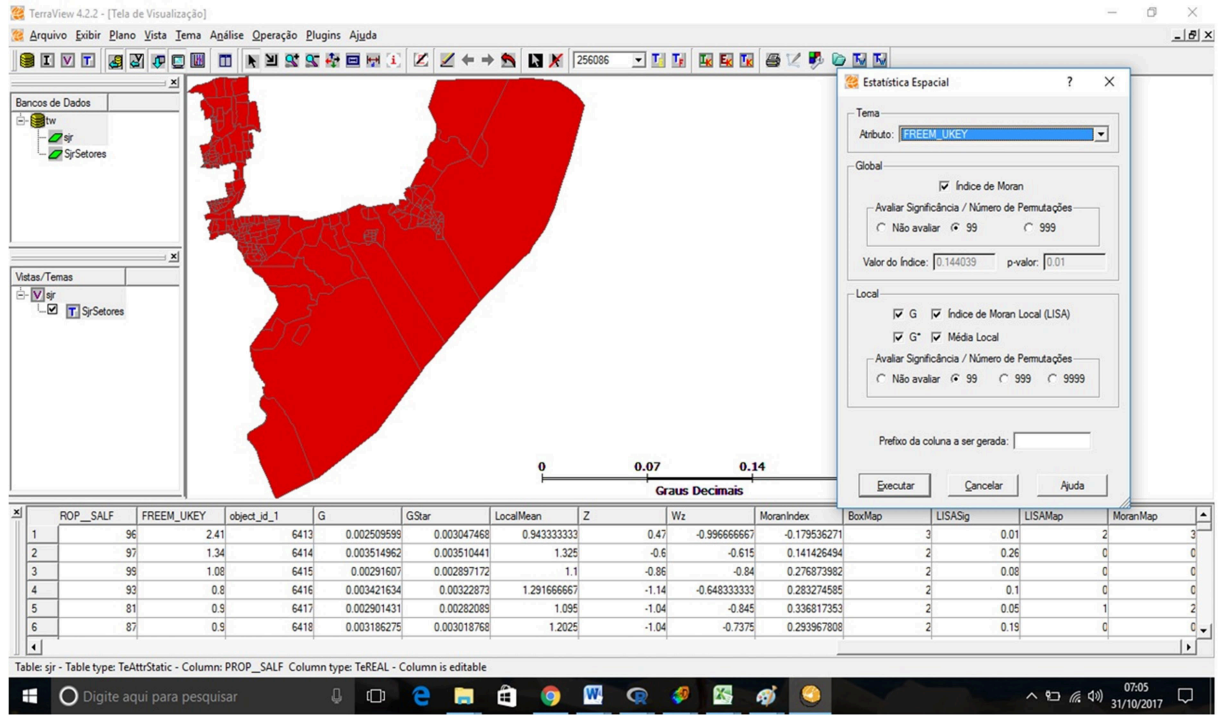 TerraView 4.2.2 - [Tela de Visualização]
Arquivo Exibir Plano Vista Tema Análise Operação Plugins Ajuda
256086
Bancos de Dados
tw
sjr
SjrSetores
Vistas/Temas
sjr
SjrSetores
0 0.07 0.14
Graus Decimais
Estatística Espacial
Tema
Atributo: FREEM_UKEY
Global
Índice de Moran
Avaliar Significância / Número de Permutações
Não avaliar 99 999
Valor do Índice: 0.144039 p-valor: 0.01
Local
G Índice de Moran Local (LISA)
G* Média Local
Avaliar Significância / Número de Permutações
Não avaliar 99 999 9999
Prefixo da coluna a ser gerada:
Executar Cancelar Ajuda
ROP__SALF FREEM_UKEY object_id_1 G GStar LocalMean Z Wz MoranIndex BoxMap LISASig LISAMap MoranMap
1 96 2.41 6413 0.002509599 0.003047468 0.943333333 0.47 -0.996666667 -0.179536271 3 0.01 2 3
2 97 1.34 6414 0.003514962 0.003510441 1.325 -0.6 -0.615 0.141426494 2 0.26 0 0
3 99 1.08 6415 0.00291607 0.002897172 1.1 -0.86 -0.84 0.276873982 2 0.08 0 0
4 93 0.8 6416 0.003421634 0.00322873 1.291666667 -1.14 -0.648333333 0.283274585 2 0.1 0 0
5 81 0.9 6417 0.002901431 0.00282089 1.095 -1.04 -0.845 0.336817353 2 0.05 1 2
6 87 0.9 6418 0.003186275 0.003018768 1.2025 -1.04 -0.7375 0.293967808 2 0.19 0 0
Table: sjr - Table type: TeAttrStatic - Column: PROP__SALF Column type: TeREAL - Column is editable
Digite aqui para pesquisar
07:05
31/10/2017